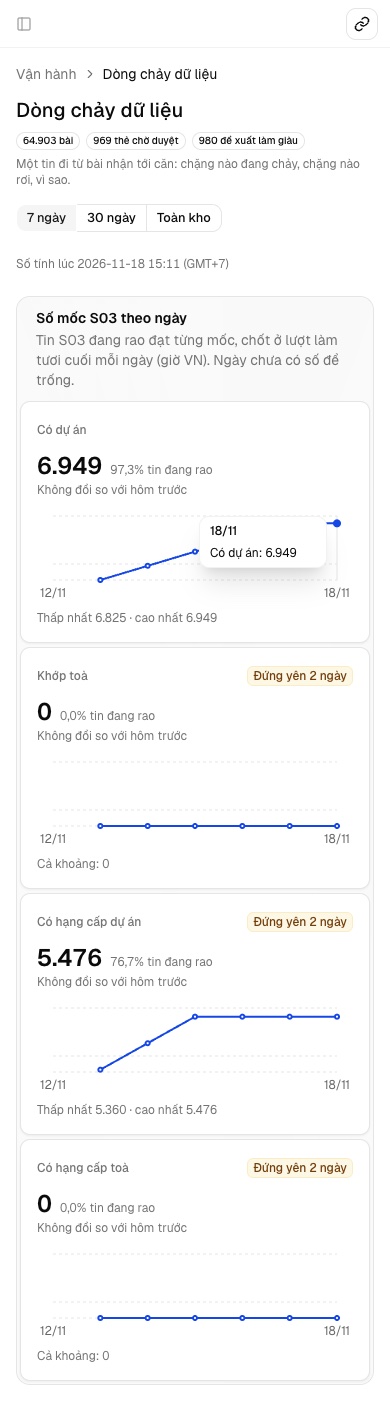 Vận hành > Dòng chảy dữ liệu
Dòng chảy dữ liệu
64.903 bài 969 thẻ chờ duyệt 980 đề xuất làm giàu
Một tin đi từ bài nhận tới căn: chặng nào đang chảy, chặng nào
rơi, vì sao.
7 ngày 30 ngày Toàn kho
Số tính lúc 2026-11-18 15:11 (GMT+7)
Số mốc S03 theo ngày
Tin S03 đang rao đạt từng mốc, chốt ở lượt làm
tươi cuối mỗi ngày (giờ VN). Ngày chưa có số để
trống.
Có dự án
6.949 97,3% tin đang rao
Không đổi so với hôm trước
18/11
Có dự án: 6.949
12/11 18/11
Thấp nhất 6.825 · cao nhất 6.949
Khớp toà Đứng yên 2 ngày
0 0,0% tin đang rao
Không đổi so với hôm trước
12/11 18/11
Cả khoảng: 0
Có hạng cấp dự án Đứng yên 2 ngày
5.476 76,7% tin đang rao
Không đổi so với hôm trước
12/11 18/11
Thấp nhất 5.360 · cao nhất 5.476
Có hạng cấp toà Đứng yên 2 ngày
0 0,0% tin đang rao
Không đổi so với hôm trước
12/11 18/11
Cả khoảng: 0